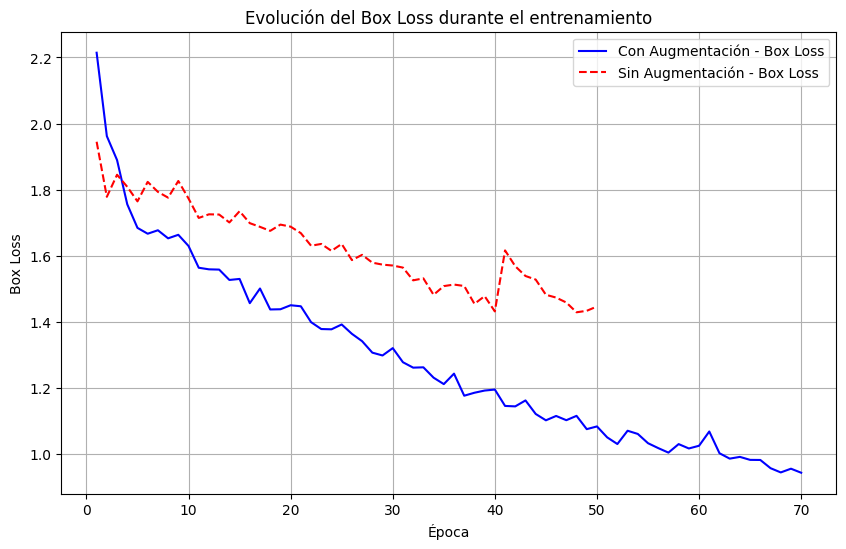 Evolución del Box Loss durante el entrenamiento
Con Augmentación - Box Loss
Sin Augmentación - Box Loss
Box Loss
2.2
2.0
1.8
1.6
1.4
1.2
1.0
0 10 20 30 40 50 60 70
Época